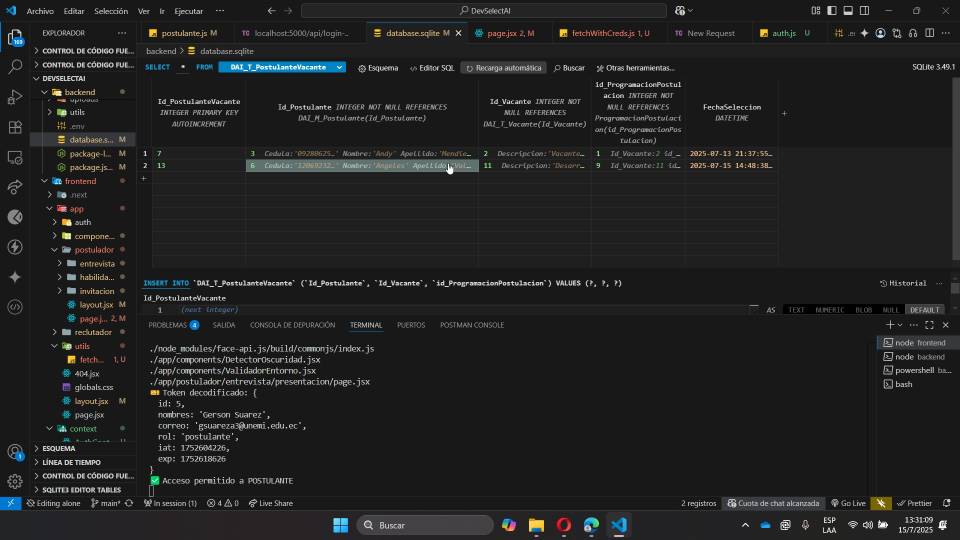 Archivo Editar Selección Ver Ir Ejecutar ··· DevSelectAI
EXPLORADOR ··· postulante.js localhost:5000/api/login-.. database.sqlite M page.jsx 2, M fetchWithCreds.js 1, U New Request auth.js U
backend > database.sqlite
CONTROL DE CÓDIGO FUE...
CONTROL DE CÓDIGO FUE...
DEVSELECTAI
backend
uploads
utils
.env
database.s... M
package-l... M
package.js... M
frontend
.next
app
auth
compone...
postulador
entrevista
habilida...
invitacion
layout.jsx
page.j... 2, M
reclutador
utils
fetch... 1, U
404.jsx
globals.css
layout.jsx M
page.jsx
context
ESQUEMA
LÍNEA DE TIEMPO
CONTROL DE CÓDIGO FUE...
SQLITE3 EDITOR TABLES
SELECT * FROM DAI_T_PostulanteVacante Esquema Editor SQL Recarga automática Buscar Otras herramientas... SQLite 3.49.1
Id_PostulanteVacante INTEGER PRIMARY KEY AUTOINCREMENT
Id_Postulante INTEGER NOT NULL REFERENCES DAI_M_Postulante(Id_Postulante)
Id_Vacante INTEGER NOT NULL REFERENCES DAI_T_Vacante(Id_Vacante)
id_ProgramacionPostulacion INTEGER NOT NULL REFERENCES ProgramacionPostulacion(id_ProgramacionPostulacion)
FechaSeleccion DATETIME
1 7 3 Cedula:'09288625…' Nombre:'Andy' Apellido:'Mendie… 2 Descripcion:'Vacante… 1 Id_Vacante:2 id_… 2025-07-13 21:37:55…
2 13 6 Cedula:'12069232… Nombre:'Angeles' Apellido: 11 Descripcion:'Desarr… 9 Id_Vacante:11 id… 2025-07-15 14:48:38…
INSERT INTO `DAI_T_PostulanteVacante` (`Id_Postulante`, `Id_Vacante`, `id_ProgramacionPostulacion`) VALUES (?, ?, ?) Historial ···
Id_PostulanteVacante
1 (next integer) AS TEXT NUMERIC BLOB NULL DEFAULT
PROBLEMAS 4 SALIDA CONSOLA DE DEPURACIÓN TERMINAL PUERTOS POSTMAN CONSOLE
./node_modules/face-api.js/build/commonjs/index.js
./app/components/DetectorOscuridad.jsx
./app/components/ValidadorEntorno.jsx
./app/postulador/entrevista/presentacion/page.jsx
Token decodificado: {
id: 5,
nombres: 'Gerson Suarez',
correo: 'gsuareza3@unemi.edu.ec',
rol: 'postulante',
iat: 1752604226,
exp: 1752618626
}
Acceso permitido a POSTULANTE
node frontend
node backend
powershell ba...
bash
Editing alone main* In session (1) 4 0 Live Share 2 registros Cuota de chat alcanzada Go Live Prettier
Buscar
ESP
LAA
13:31:09
15/7/2025